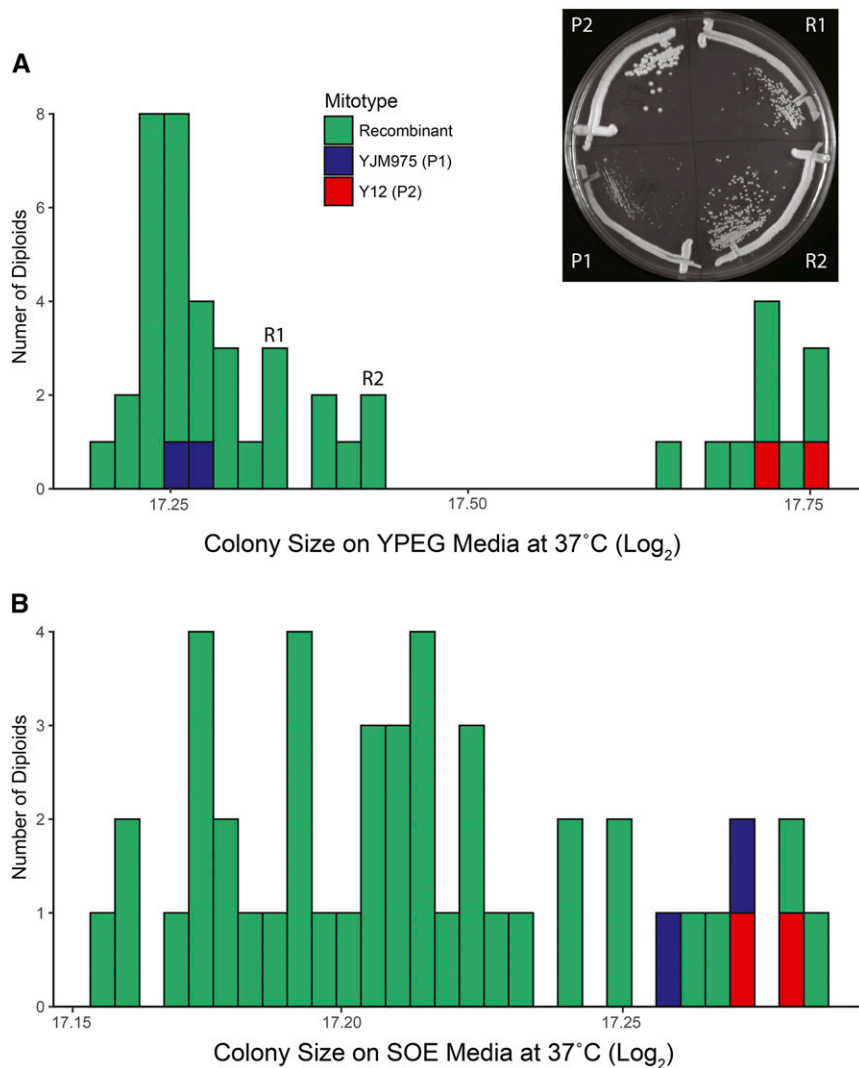 A
P2
R1
P1
R2
Mitotype
Recombinant
YJM975 (P1)
Y12 (P2)
Numer of Diploids
8
6
4
2
0
R1
R2
17.25
17.50
17.75
Colony Size on YPEG Media at 37˚C (Log2)
B
Number of Diploids
4
3
2
1
0
17.15
17.20
17.25
Colony Size on SOE Media at 37˚C (Log2)